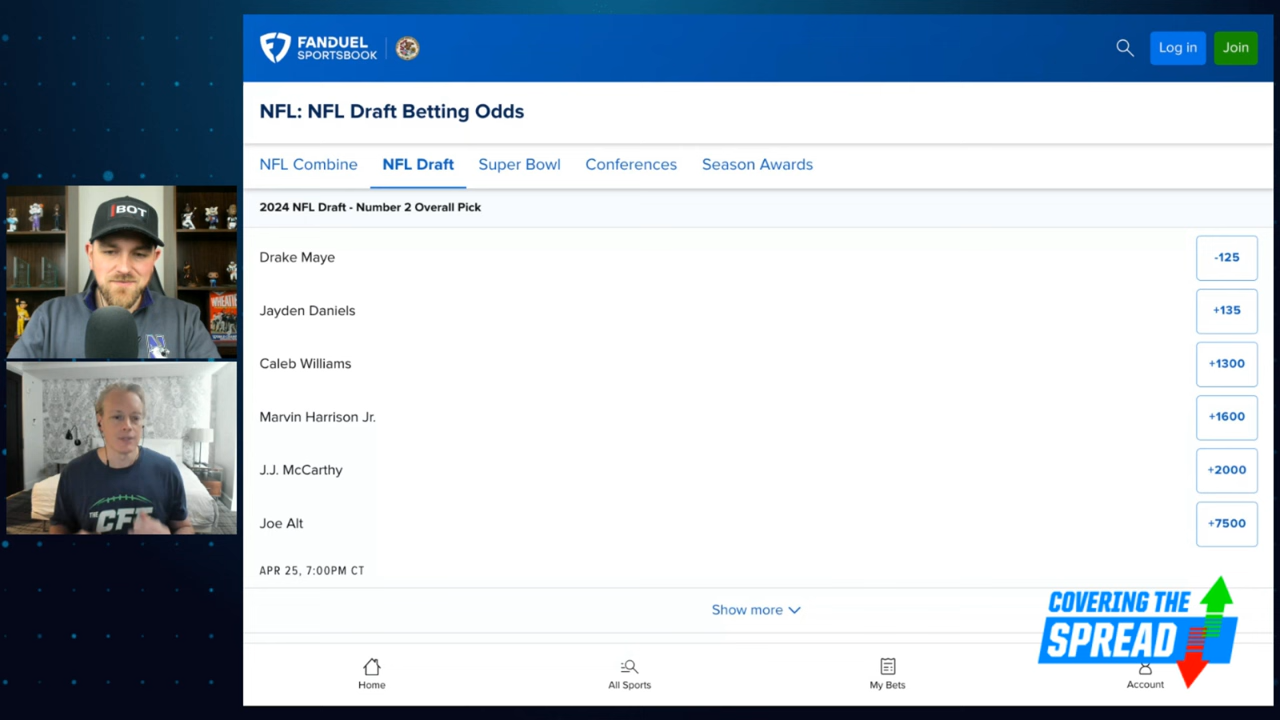 FANDUEL
SPORTSBOOK
Log in
Join
NFL: NFL Draft Betting Odds
NFL Combine
NFL Draft
Super Bowl
Conferences
Season Awards
2024 NFL Draft - Number 2 Overall Pick
Drake Maye
-125
Jayden Daniels
+135
Caleb Williams
+1300
Marvin Harrison Jr.
+1600
J.J. McCarthy
+2000
Joe Alt
+7500
APR 25, 7:00PM CT
Show more
Home
All Sports
My Bets
Account
COVERING THE
SPREAD
BOT
WHEATIES
N
THE
CFF